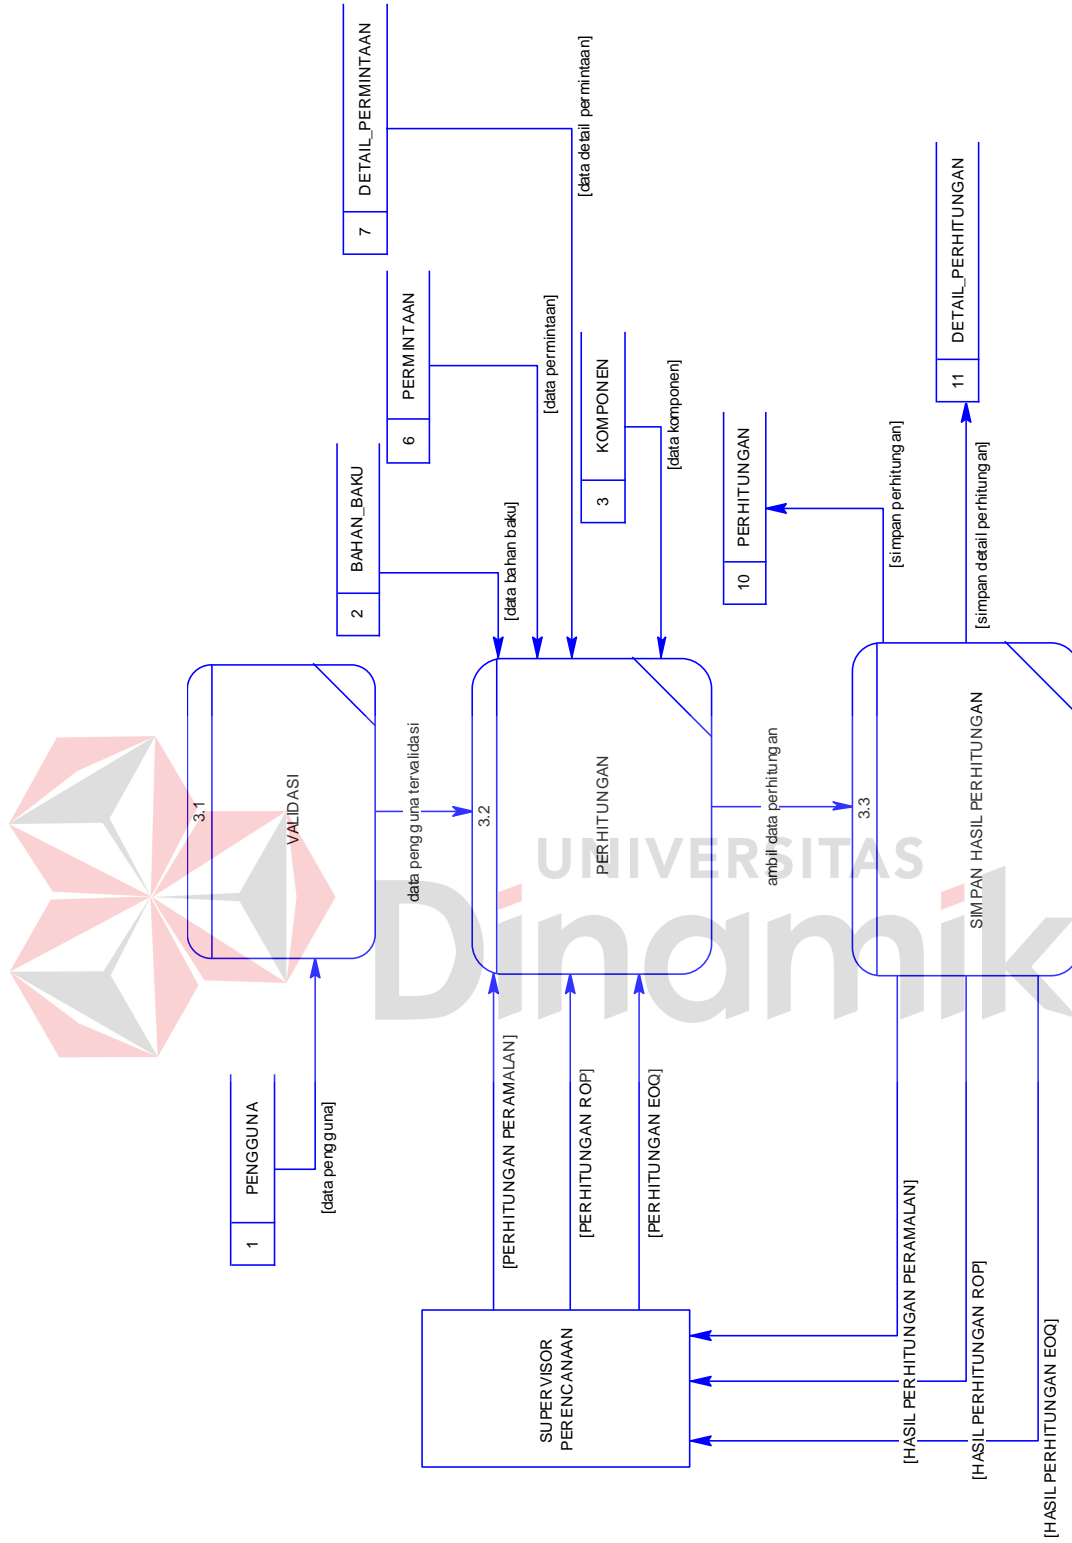 7
DETAIL_PERMINTAAN
[data detail permintaan]
6
PERMINTAAN
[data permintaan]
2
BAHAN_BAKU
[data bahan baku]
3
KOMPONEN
[data komponen]
10
PERHITUNGAN
[simpan perhitungan]
11
DETAIL_PERHITUNGAN
[simpan detail perhitungan]
3.1
VALIDASI
data pengguna tervalidasi
3.2
PERHITUNGAN
ambil data perhitungan
3.3
SIMPAN HASIL PERHITUNGAN
1
PENGGUNA
[data pengguna]
[PERHITUNGAN PERAMALAN]
[PERHITUNGAN ROP]
[PERHITUNGAN EOQ]
SUPERVISOR
PERENCANAAN
[HASIL PERHITUNGAN PERAMALAN]
[HASIL PERHITUNGAN ROP]
[HASIL PERHITUNGAN EOQ]
UNIVERSITAS
Dinamik